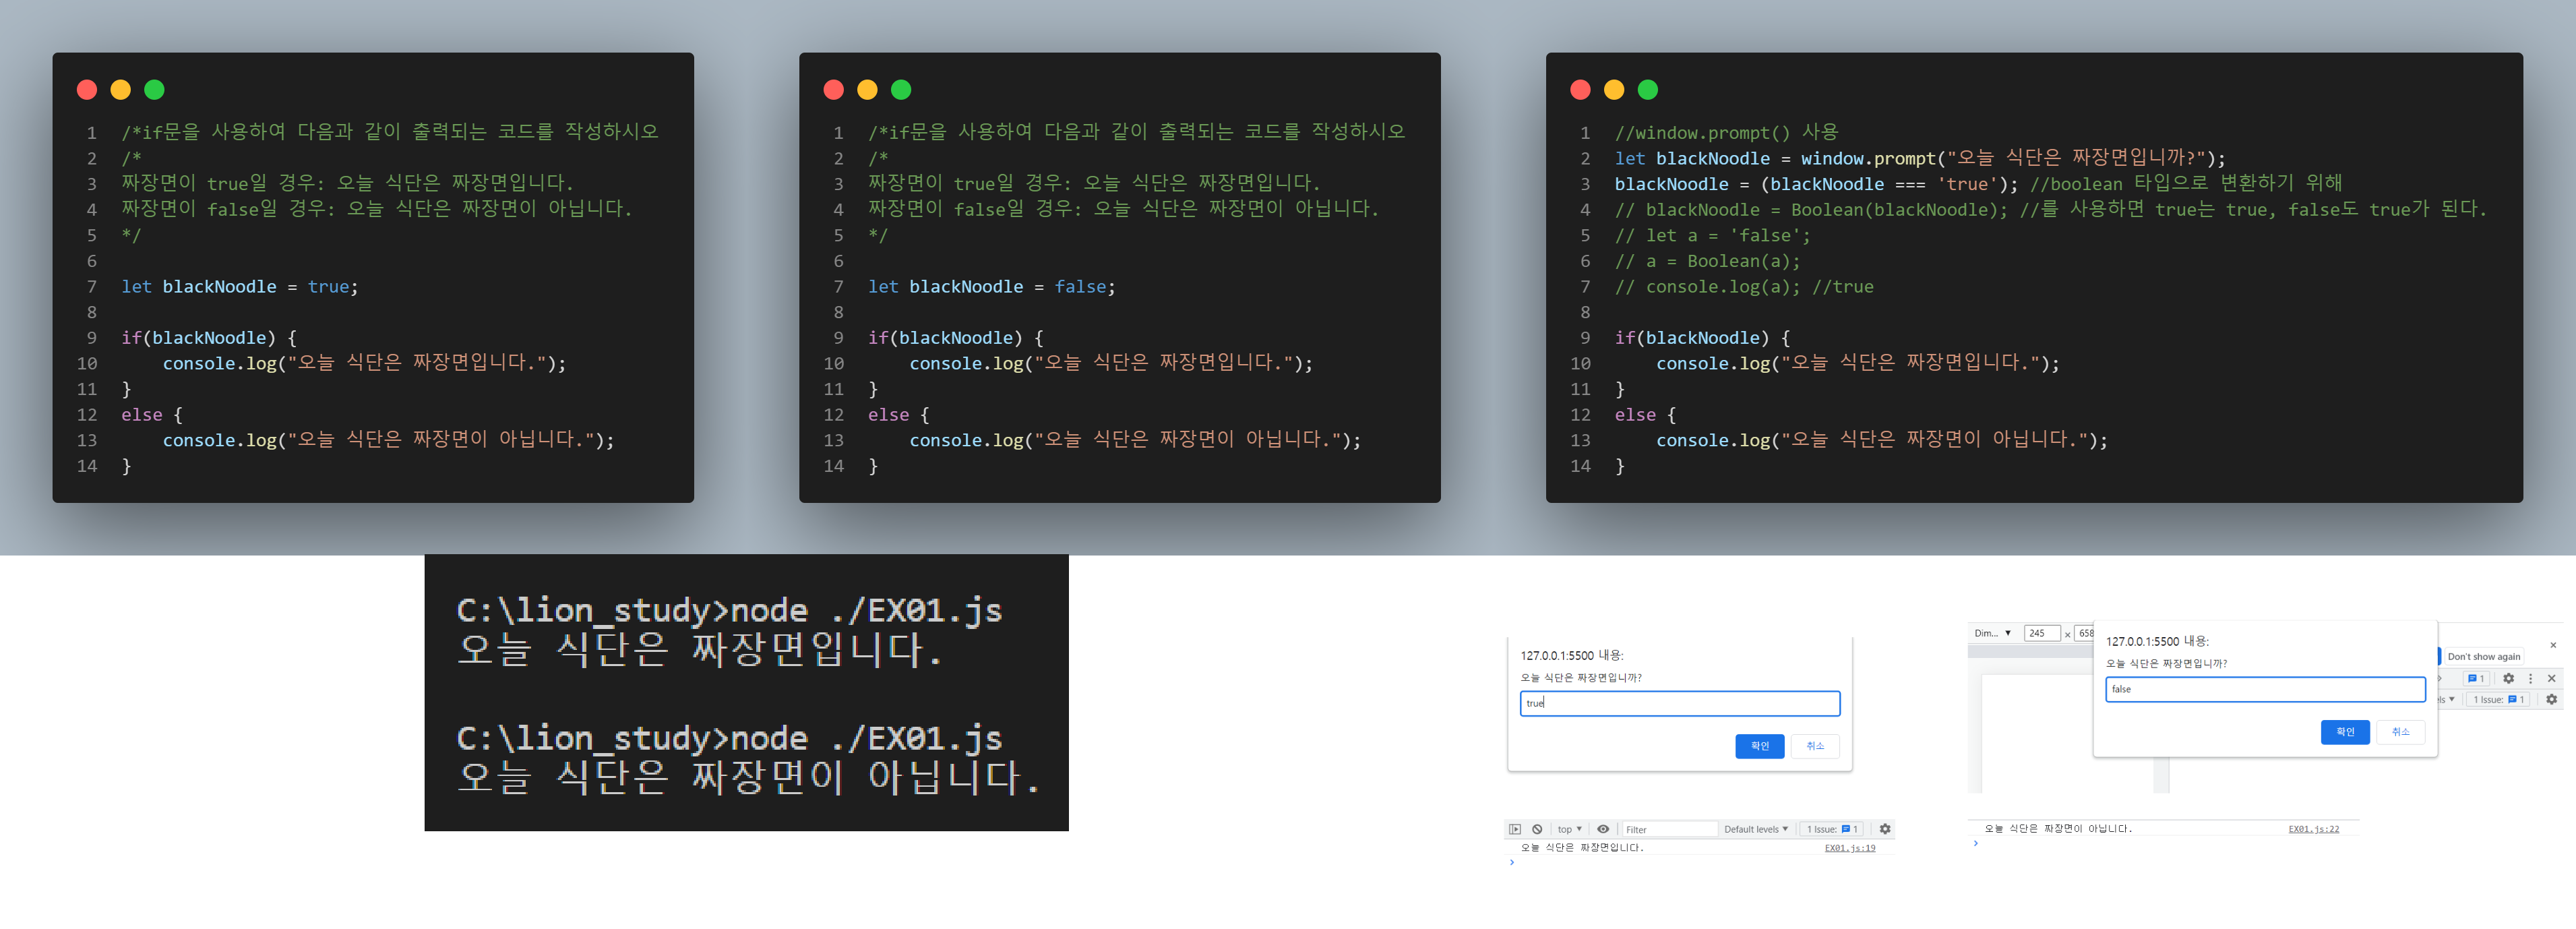 1 /*if문을 사용하여 다음과 같이 출력되는 코드를 작성하시오
2 /*
3 짜장면이 true일 경우: 오늘 식단은 짜장면입니다.
4 짜장면이 false일 경우: 오늘 식단은 짜장면이 아닙니다.
5 */
6
7 let blackNoodle = true;
8
9 if(blackNoodle) {
10     console.log("오늘 식단은 짜장면입니다.");
11 }
12 else {
13     console.log("오늘 식단은 짜장면이 아닙니다.");
14 }
1 /*if문을 사용하여 다음과 같이 출력되는 코드를 작성하시오
2 /*
3 짜장면이 true일 경우: 오늘 식단은 짜장면입니다.
4 짜장면이 false일 경우: 오늘 식단은 짜장면이 아닙니다.
5 */
6
7 let blackNoodle = false;
8
9 if(blackNoodle) {
10     console.log("오늘 식단은 짜장면입니다.");
11 }
12 else {
13     console.log("오늘 식단은 짜장면이 아닙니다.");
14 }
1 //window.prompt() 사용
2 let blackNoodle = window.prompt("오늘 식단은 짜장면입니까?");
3 blackNoodle = (blackNoodle === 'true'); //boolean 타입으로 변환하기 위해
4 // blackNoodle = Boolean(blackNoodle); //를 사용하면 true는 true, false도 true가 된다.
5 // let a = 'false';
6 // a = Boolean(a);
7 // console.log(a); //true
8
9 if(blackNoodle) {
10     console.log("오늘 식단은 짜장면입니다.");
11 }
12 else {
13     console.log("오늘 식단은 짜장면이 아닙니다.");
14 }
C:\lion_study>node ./EX01.js
오늘 식단은 짜장면입니다.
C:\lion_study>node ./EX01.js
오늘 식단은 짜장면이 아닙니다.
127.0.0.1:5500 내용:
오늘 식단은 짜장면입니까?
true
확인 취소
top ▼ Filter Default levels ▼ 1 Issue: 1
오늘 식단은 짜장면입니다. EX01.js:19
>
Dim... ▼ 245 × 658
127.0.0.1:5500 내용:
오늘 식단은 짜장면입니까?
false
확인 취소
Don't show again ×
1
els ▼ 1 Issue: 1
오늘 식단은 짜장면이 아닙니다. EX01.js:22
>